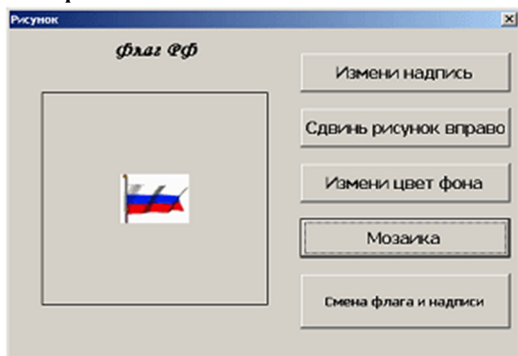 Рисунок
Флаг РФ
Измени надпись
Сдвинь рисунок вправо
Измени цвет фона
Мозаика
Смена флага и надписи